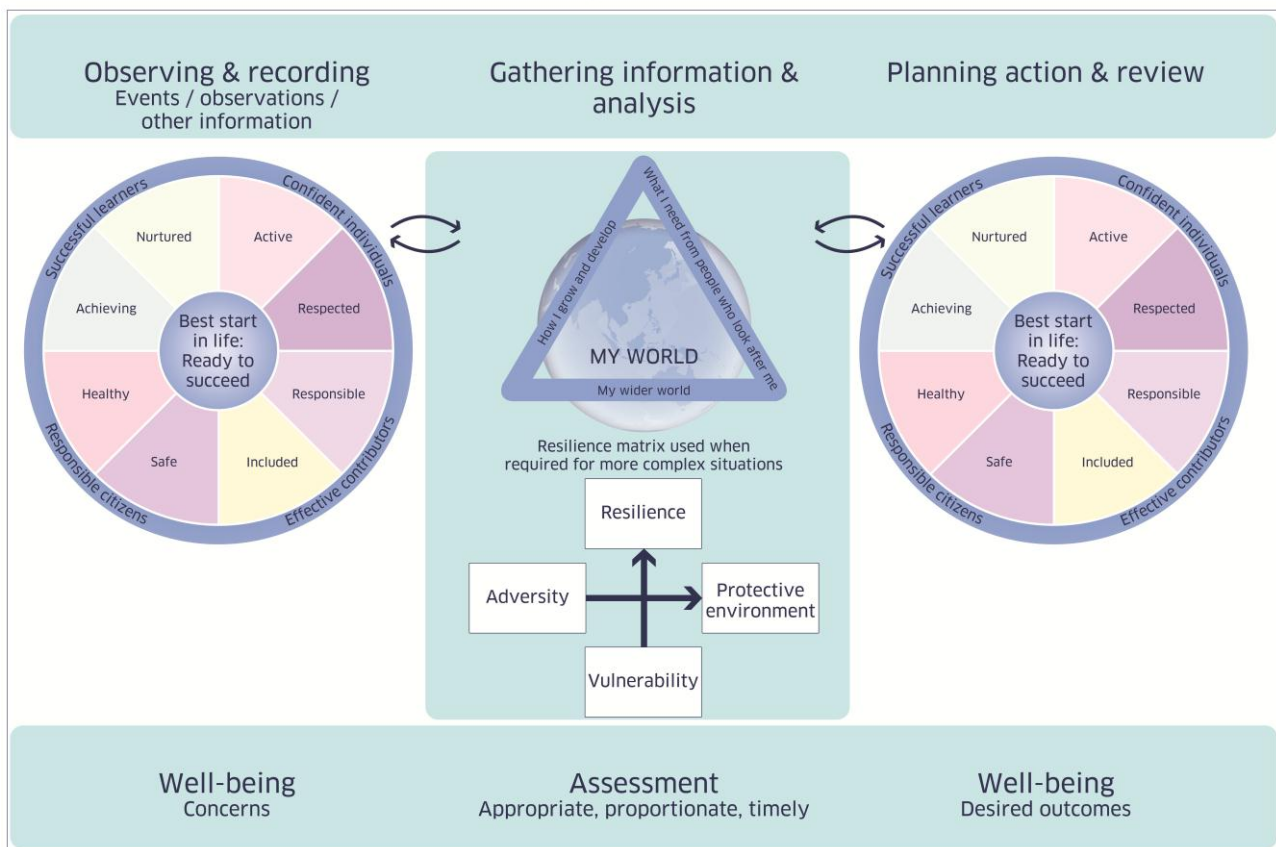 Observing & recording
Events / observations /
other information
Gathering information &
analysis
Planning action & review
Successful learners
Confident individuals
Nurtured
Active
Achieving
Respected
Best start
in life:
Ready to
succeed
Healthy
Responsible
Safe
Included
Responsible citizens
Effective contributors
How I grow and develop
What I need from people who look after me
MY WORLD
My wider world
Resilience matrix used when
required for more complex situations
Resilience
Adversity
Protective
environment
Vulnerability
Successful learners
Confident individuals
Nurtured
Active
Achieving
Respected
Best start
in life:
Ready to
succeed
Healthy
Responsible
Safe
Included
Responsible citizens
Effective contributors
Well-being
Concerns
Assessment
Appropriate, proportionate, timely
Well-being
Desired outcomes